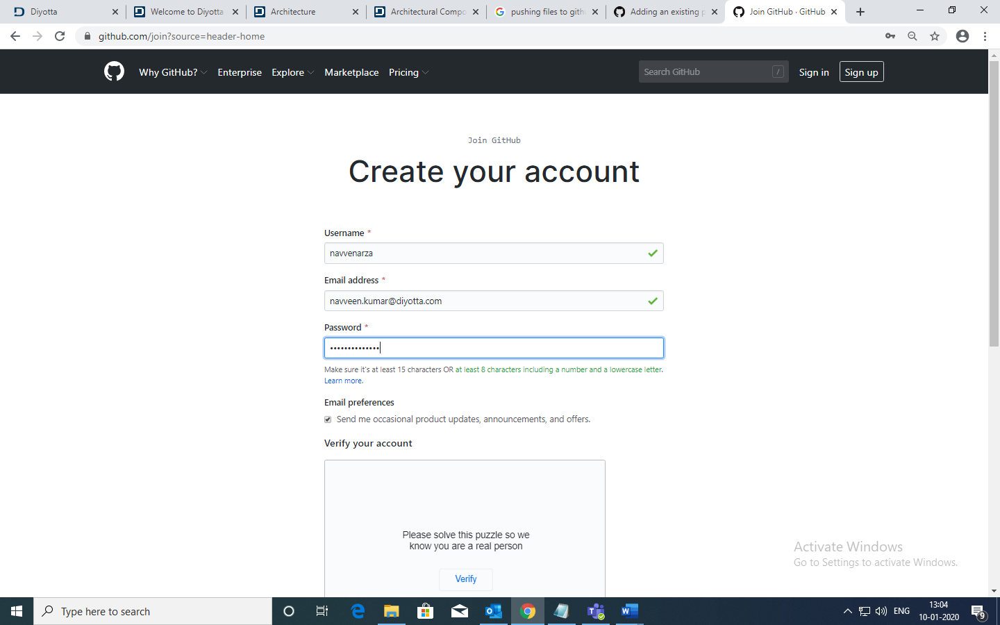 Diyotta
Welcome to Diyotta
Architecture
Architectural Compo
pushing files to gith
Adding an existing p
Join GitHub · GitHub
github.com/join?source=header-home
Why GitHub?
Enterprise
Explore
Marketplace
Pricing
Search GitHub
/
Sign in
Sign up
Join GitHub
Create your account
Username *
navvenarza
Email address *
navveen.kumar@diyotta.com
Password *
••••••••••••••
Make sure it's at least 15 characters OR at least 8 characters including a number and a lowercase letter.
Learn more.
Email preferences
Send me occasional product updates, announcements, and offers.
Verify your account
Please solve this puzzle so we
know you are a real person
Verify
Activate Windows
Go to Settings to activate Windows.
Type here to search
ENG
13:04
10-01-2020
9